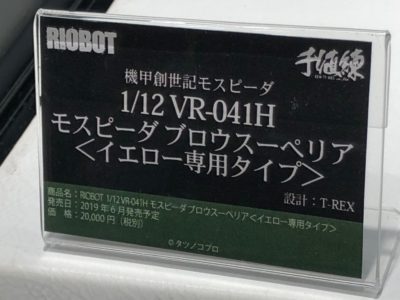 RIOBOT
千値練
機甲創世記モスピーダ
1/12 VR-041H
モスピーダ ブロウスーペリア
<イエロー専用タイプ>
設計：T-REX
商品名：RIOBOT 1/12 VR-041H モスピーダ ブロウスーペリア<イエロー専用タイプ>
発売日：2019年6月発売予定
価　格：20,000円（税別）
© タツノコプロ